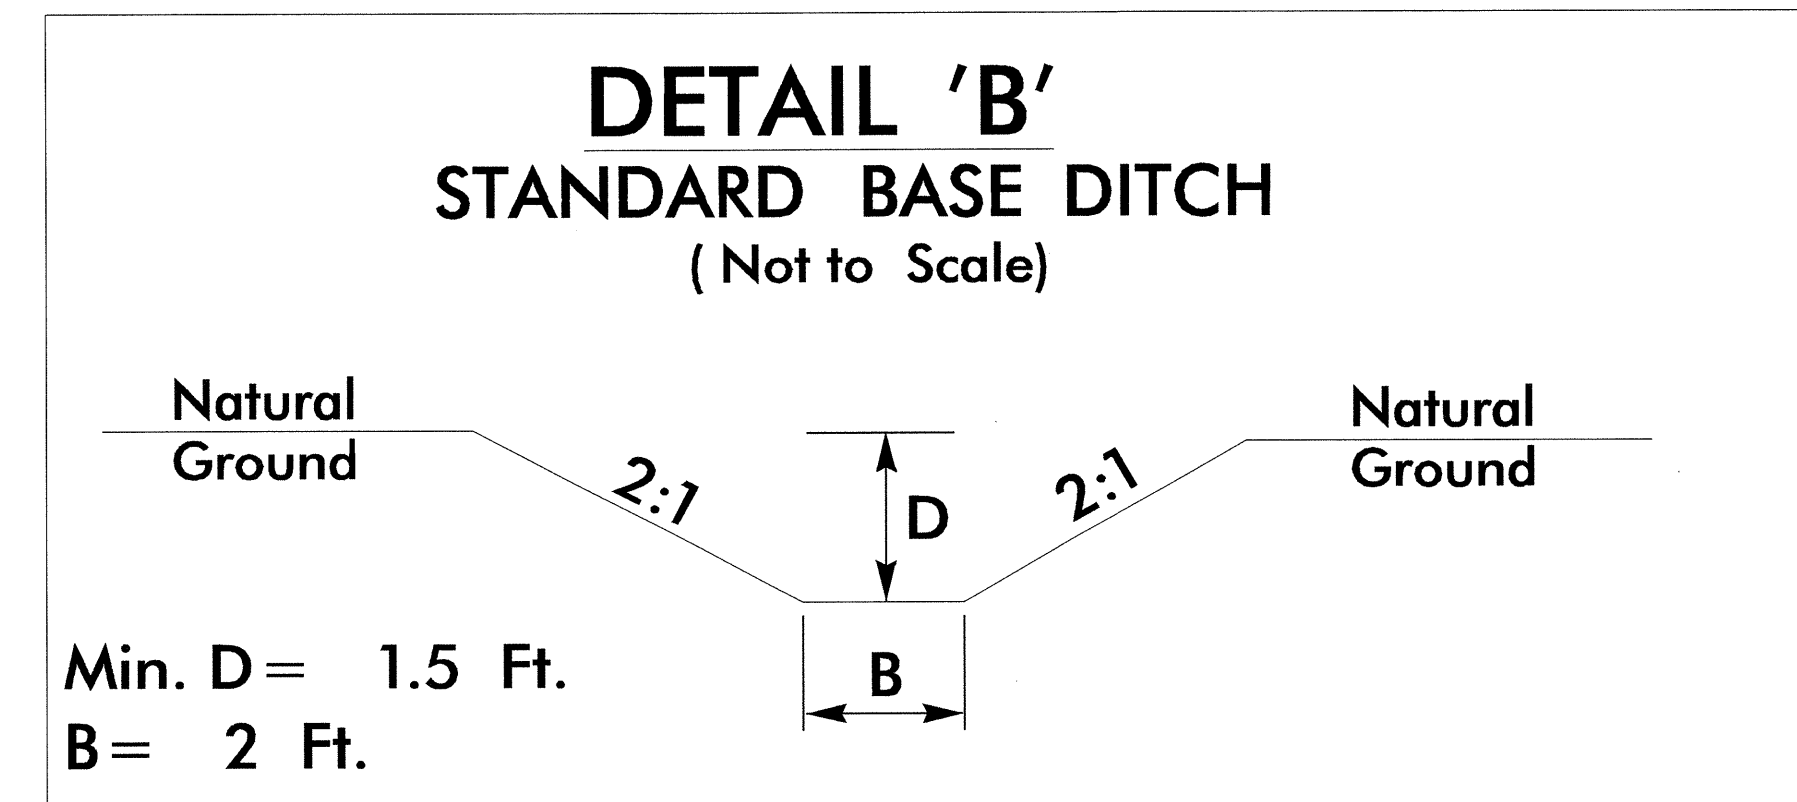 DETAIL 'B'
STANDARD BASE DITCH
( Not to Scale)
Natural
Ground
Natural
Ground
2:1
D
2:1
B
Min. D = 1.5 Ft.
B = 2 Ft.